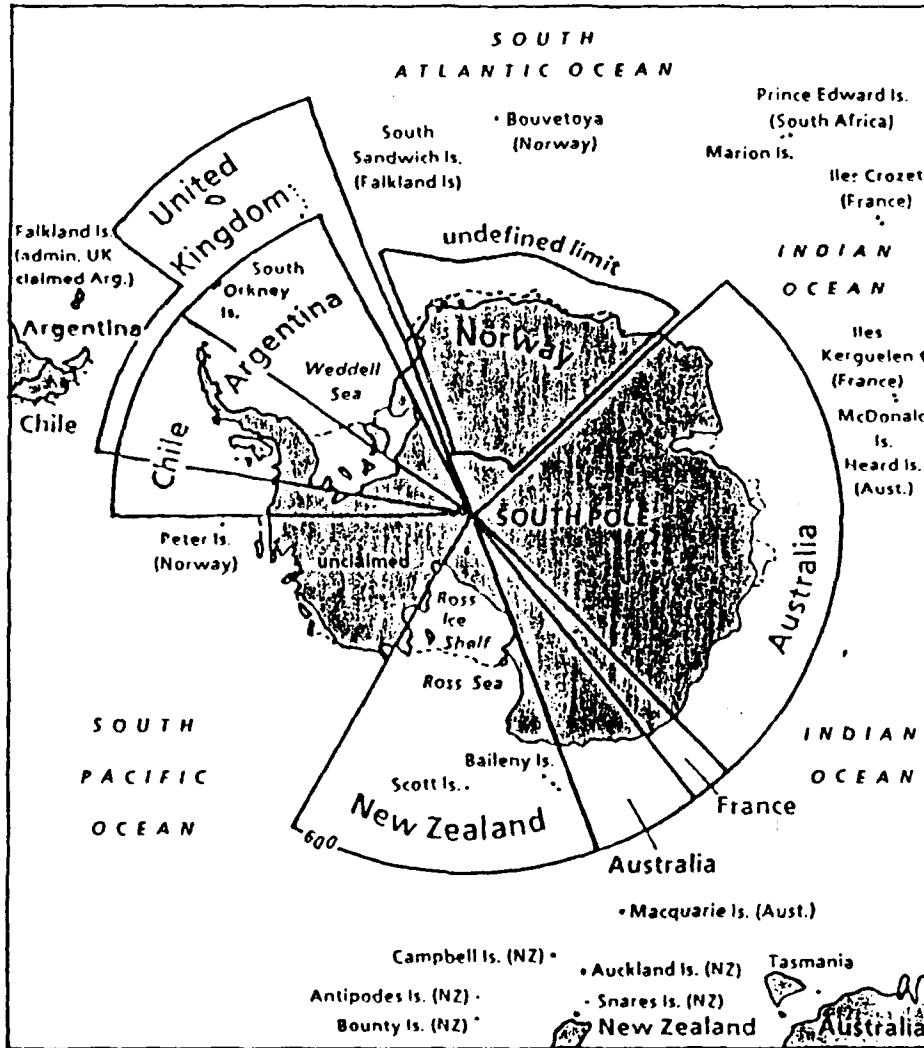 SOUTH
ATLANTIC OCEAN
Prince Edward Is.
(South Africa)
Marion Is.
• Bouvetoya
(Norway)
South
Sandwich Is.
(Falkland Is)
Iles Crozet
(France)
United
Kingdom
undefined limit
INDIAN
OCEAN
Falkland Is.
(admin. UK
claimed Arg.)
South
Orkney
Is.
Argentina
Argentina
Weddell
Sea
Norway
Iles
Kerguelen
(France)
McDonald
Is.
Heard Is.
(Aust.)
Chile
Chile
SOUTH POLE
Peter Is.
(Norway)
unclaimed
Australia
Ross
Ice
Shelf
Ross Sea
SOUTH
PACIFIC
OCEAN
INDIAN
OCEAN
Baileny Is.
Scott Is.
New Zealand
600
France
Australia
• Macquarie Is. (Aust.)
Campbell Is. (NZ) •
• Auckland Is. (NZ)
Tasmania
Antipodes Is. (NZ)
- Snares Is. (NZ)
Bounty Is. (NZ)
New Zealand
Australia